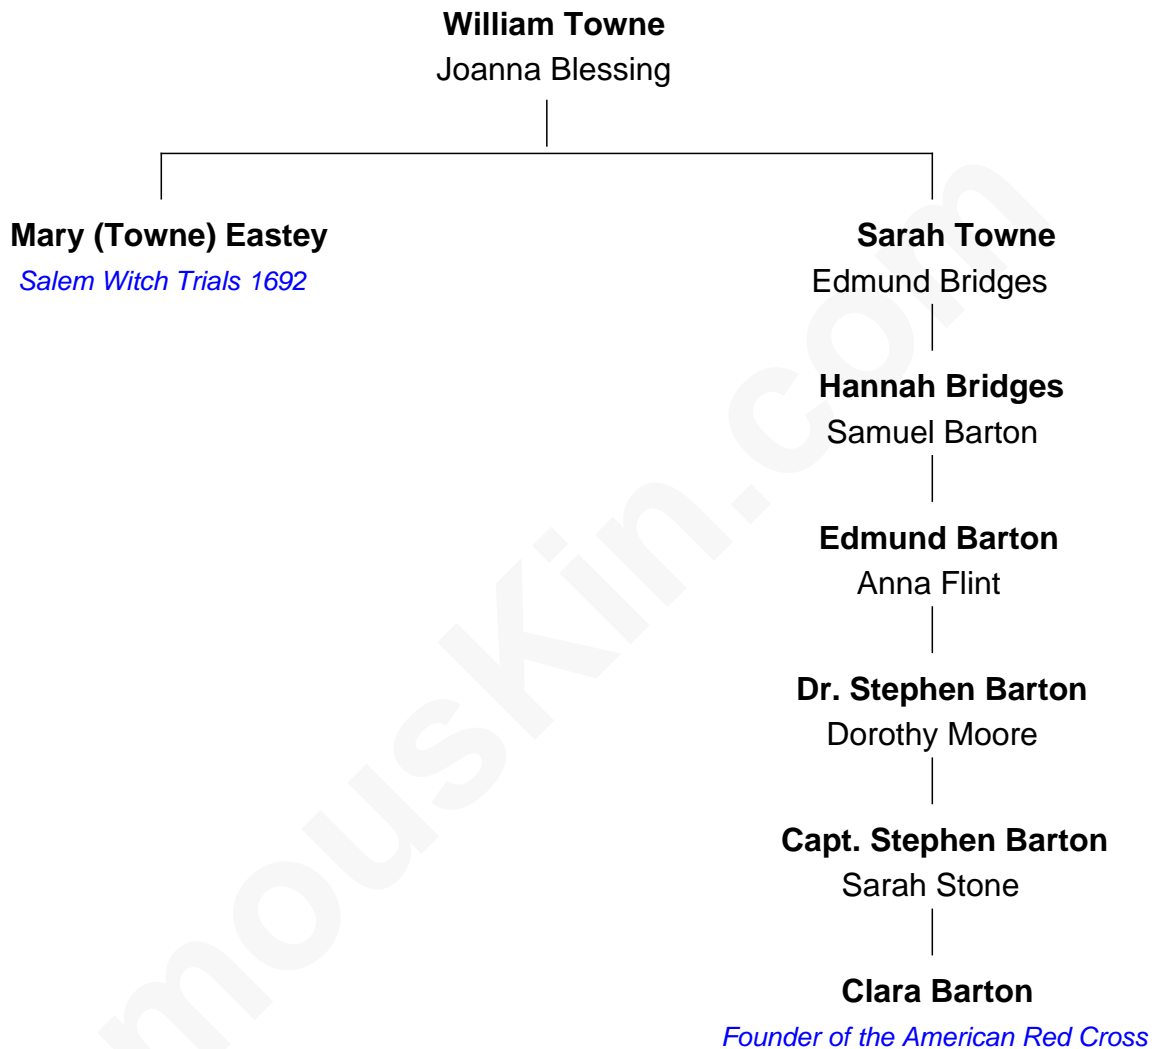 William Towne
Joanna Blessing
Mary (Towne) Eastey
Salem Witch Trials 1692
Sarah Towne
Edmund Bridges
Hannah Bridges
Samuel Barton
Edmund Barton
Anna Flint
Dr. Stephen Barton
Dorothy Moore
Capt. Stephen Barton
Sarah Stone
Clara Barton
Founder of the American Red Cross
mousKin.com